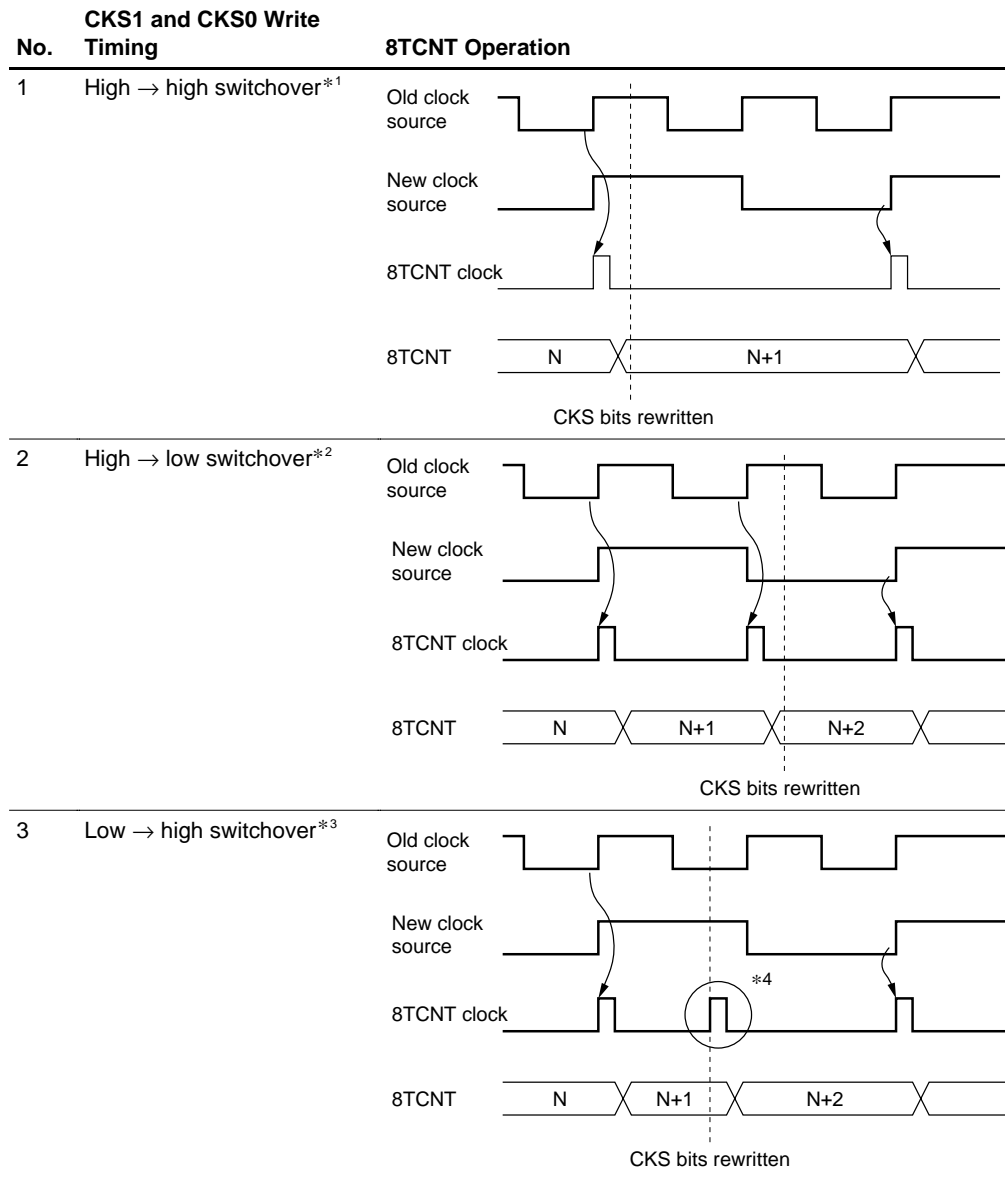 No. CKS1 and CKS0 Write Timing 8TCNT Operation
1 High → high switchover*1
Old clock source
New clock source
8TCNT clock
8TCNT N N+1
CKS bits rewritten
2 High → low switchover*2
Old clock source
New clock source
8TCNT clock
8TCNT N N+1 N+2
CKS bits rewritten
3 Low → high switchover*3
Old clock source
New clock source
*4
8TCNT clock
8TCNT N N+1 N+2
CKS bits rewritten